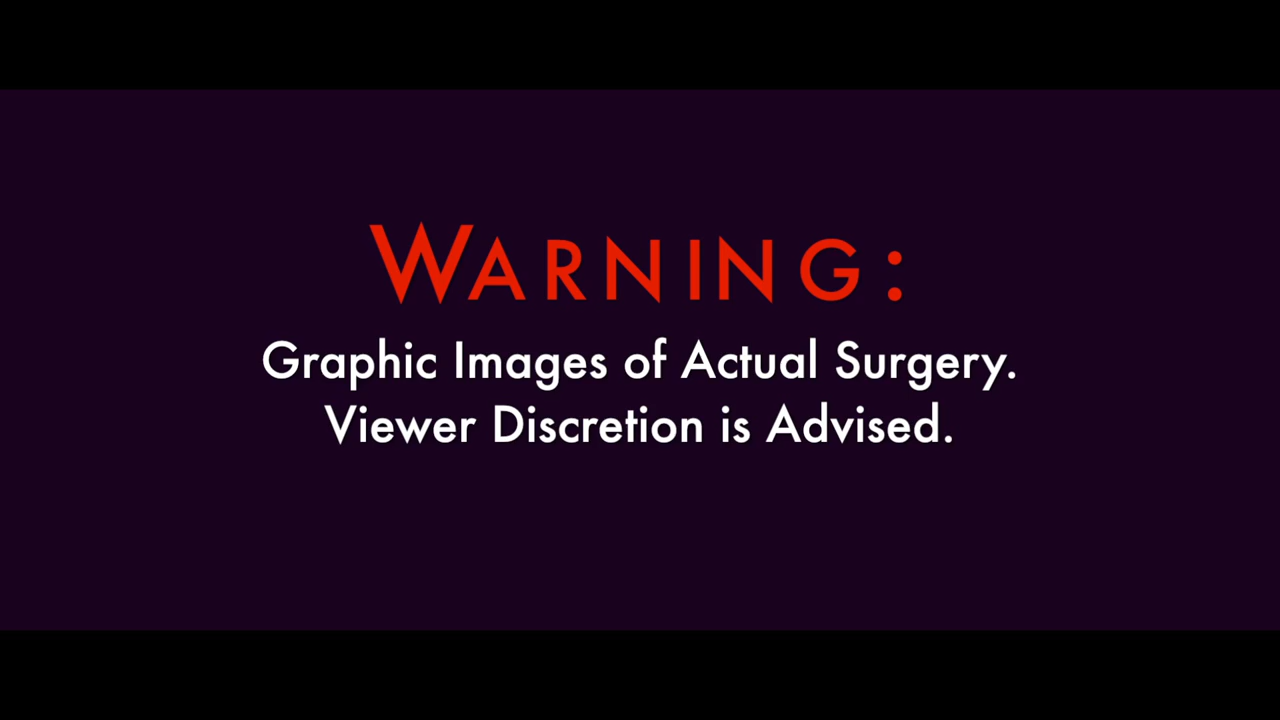 WARNING:
Graphic Images of Actual Surgery.
Viewer Discretion is Advised.